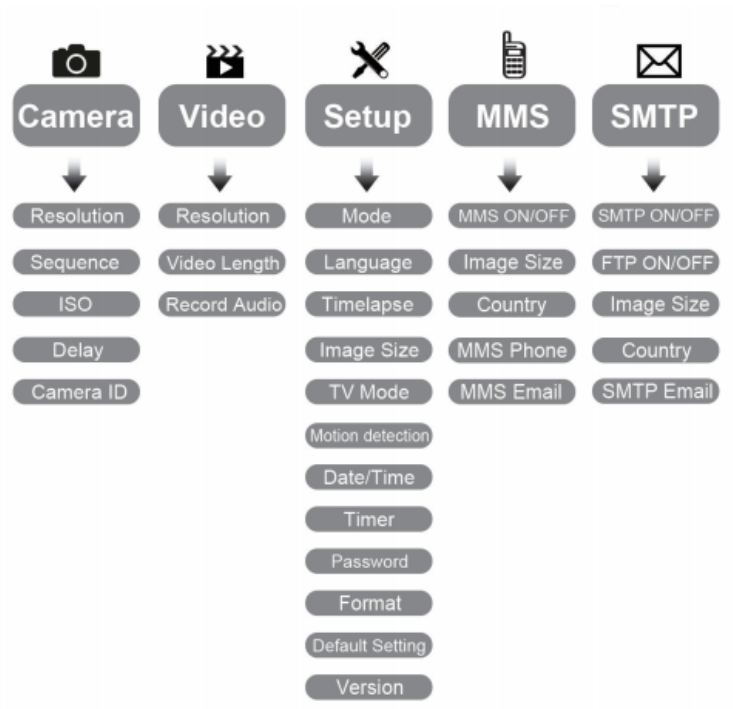 Camera
Resolution
Sequence
ISO
Delay
Camera ID
Video
Resolution
Video Length
Record Audio
Setup
Mode
Language
Timelapse
Image Size
TV Mode
Motion detection
Date/Time
Timer
Password
Format
Default Setting
Version
MMS
MMS ON/OFF
Image Size
Country
MMS Phone
MMS Email
SMTP
SMTP ON/OFF
FTP ON/OFF
Image Size
Country
SMTP Email